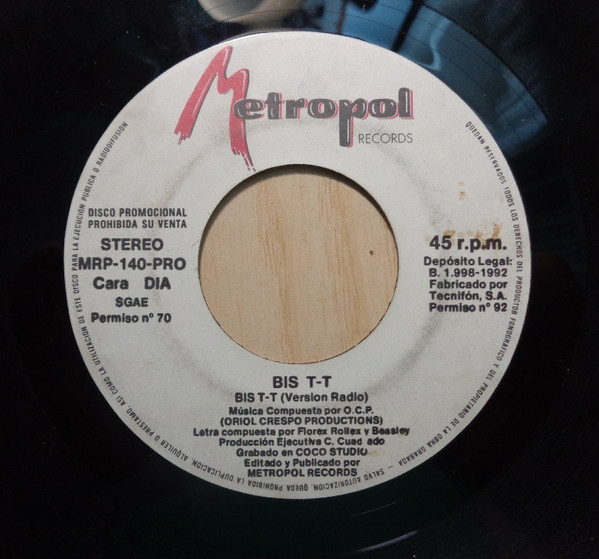 Metropol
RECORDS
DISCO PROMOCIONAL
PROHIBIDA SU VENTA
STEREO
MRP-140-PRO
Cara DIA
SGAE
Permiso nº 70
45 r.p.m.
Depósito Legal:
B. 1.998-1992
Fabricado por
Tecnifón, S.A.
Permiso nº 92
BIS T-T
BIS T-T (Version Radio)
Música Compuesta por O.C.P.
(ORIOL CRESPO PRODUCTIONS)
Letra compuesta por Florex Rollex y Beasley
Producción Ejecutiva C. Cuad ado
Grabado en COCO STUDIO
Editado y Publicado por
METROPOL RECORDS
QUEDAN RESERVADOS TODOS LOS DERECHOS DEL PRODUCTOR FONOGRAFICO Y DEL PROPIETARIO DE LA OBRA GRABADA - SALVO AUTORIZACION, QUEDA PROHIBIDA LA DUPLICACION, ALQUILER O PRESTAMO, ASI COMO LA UTILIZACION DE ESTE DISCO PARA LA EJECUCION PUBLICA O RADIODIFUSION